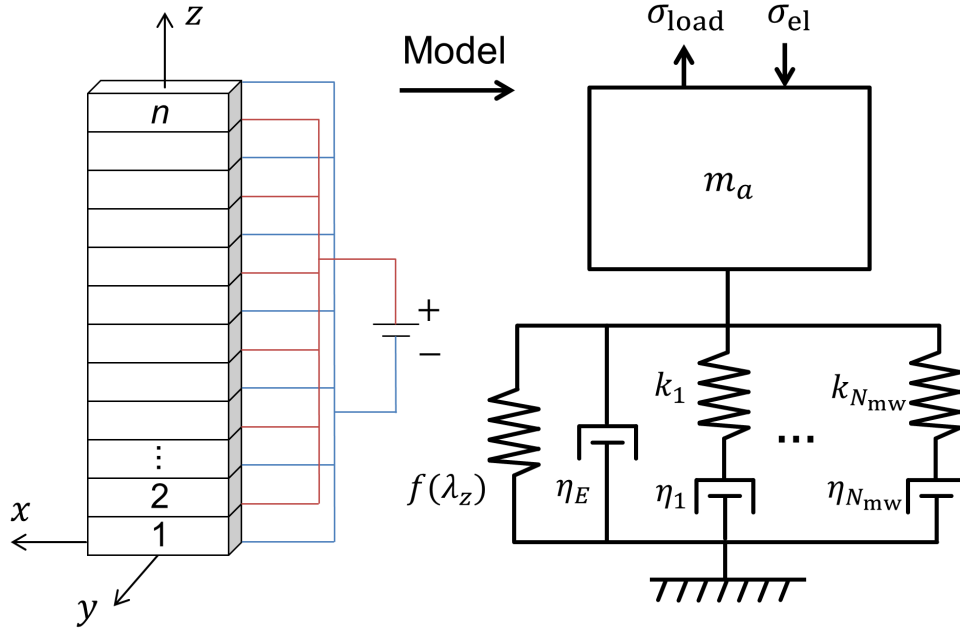 z
n
⋮
2
1
x
y
+
−
Model
σ_load
σ_el
m_a
f(λ_z)
η_E
k_1
η_1
...
k_{N_mw}
η_{N_mw}